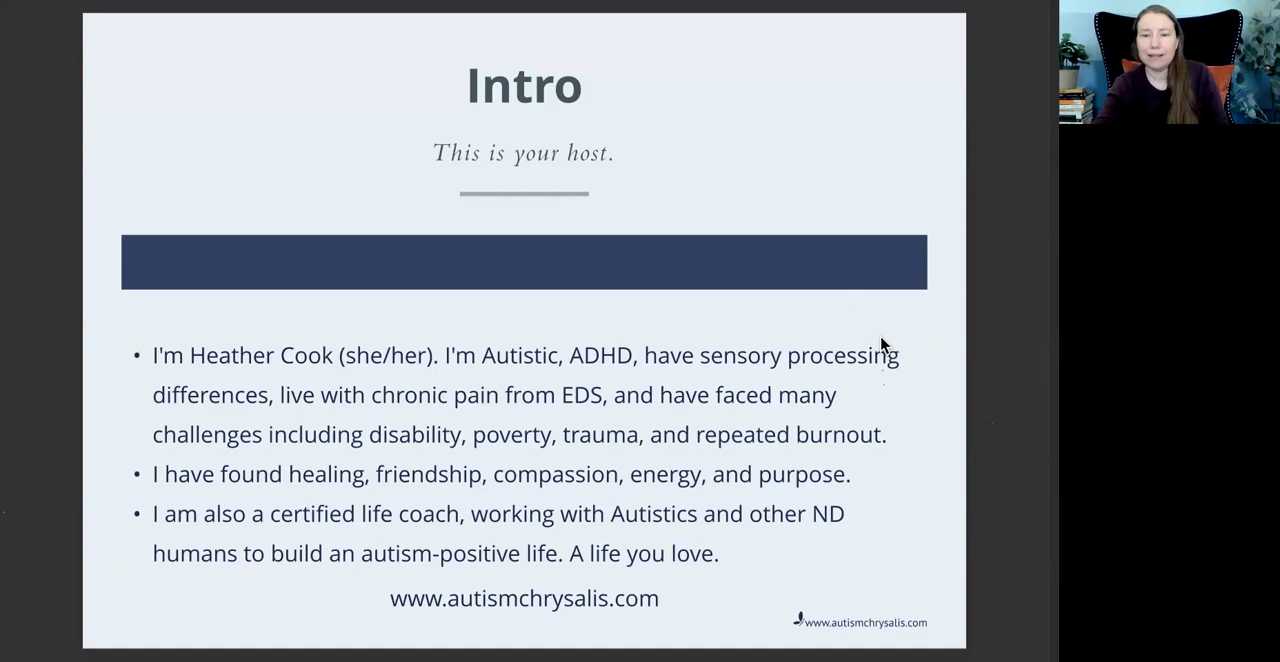 Intro
This is your host.
• I'm Heather Cook (she/her). I'm Autistic, ADHD, have sensory processing
differences, live with chronic pain from EDS, and have faced many
challenges including disability, poverty, trauma, and repeated burnout.
• I have found healing, friendship, compassion, energy, and purpose.
• I am also a certified life coach, working with Autistics and other ND
humans to build an autism-positive life. A life you love.
www.autismchrysalis.com
www.autismchrysalis.com